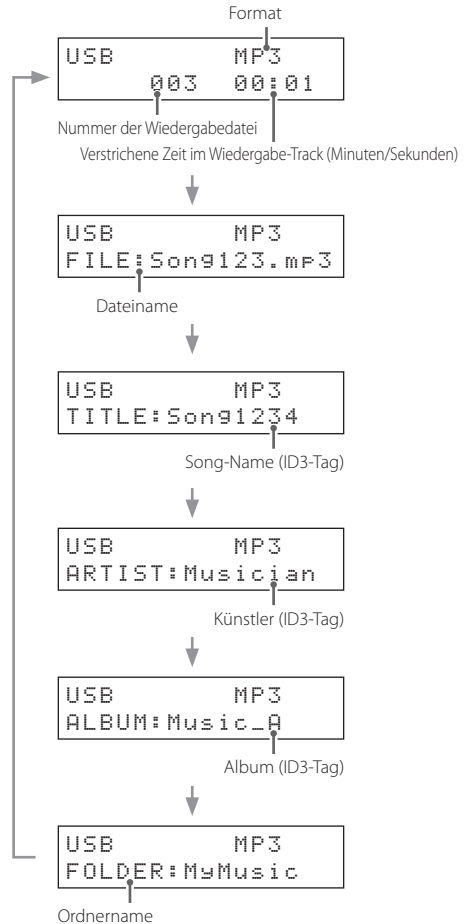 Format
USB MP3
003 00:01
Nummer der Wiedergabedatei
Verstrichene Zeit im Wiedergabe-Track (Minuten/Sekunden)
USB MP3
FILE:Song123.mp3
Dateiname
USB MP3
TITLE:Song1234
Song-Name (ID3-Tag)
USB MP3
ARTIST:Musician
Künstler (ID3-Tag)
USB MP3
ALBUM:Music_A
Album (ID3-Tag)
USB MP3
FOLDER:MyMusic
Ordnername